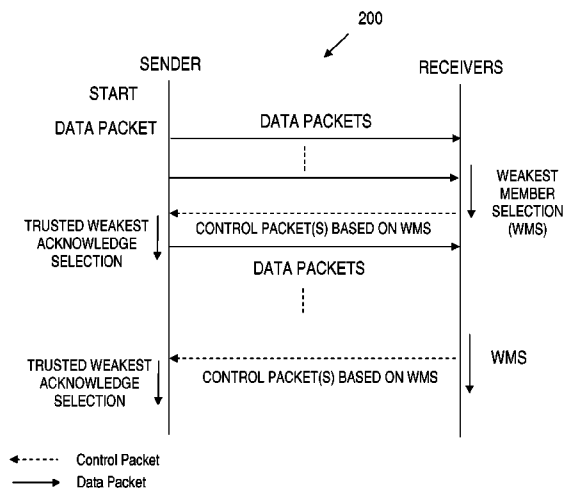 200
SENDER
RECEIVERS
START
DATA PACKET
DATA PACKETS
WEAKEST
MEMBER
SELECTION
(WMS)
TRUSTED WEAKEST
ACKNOWLEDGE
SELECTION
CONTROL PACKET(S) BASED ON WMS
DATA PACKETS
TRUSTED WEAKEST
ACKNOWLEDGE
SELECTION
CONTROL PACKET(S) BASED ON WMS
WMS
Control Packet
Data Packet